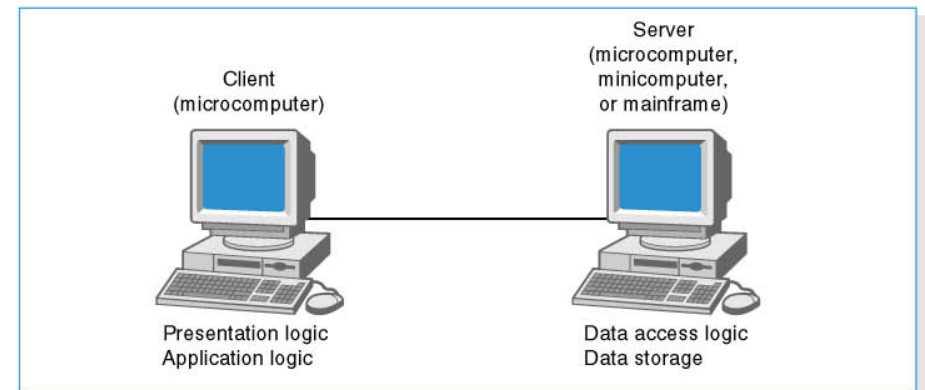 Client
(microcomputer)
Server
(microcomputer,
minicomputer,
or mainframe)
Presentation logic
Application logic
Data access logic
Data storage